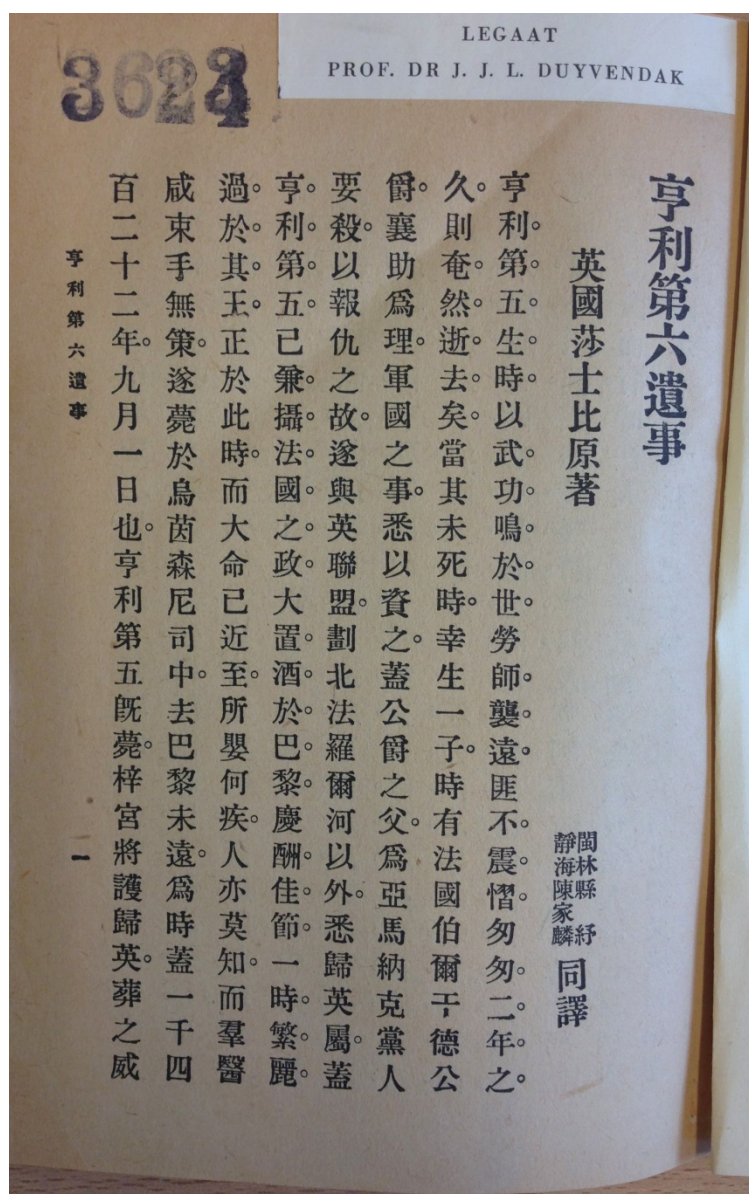 LEGAAT
PROF. DR J. J. L. DUYVENDAK
亨利第六遺事
英國莎士比原著
閩林縣 紓
靜海陳家麟
同譯
亨利第五生時。以武功鳴於世。勞師襲遠。匪不震慴。匆匆二年之
久。則奄然逝去矣。當其未死時。幸生一子。時有法國伯爾干德公
爵。襄助爲理。軍國之事。悉以資之。蓋公爵之父。爲亞馬納克黨人
要殺。以報仇之故。遂與英聯盟。劃北法羅爾河以外。悉歸英屬。蓋
亨利第五已兼攝法國之政。大置酒於巴黎。慶酬佳節。一時繁麗。
過於其王。正於此時。而大命已近。至所嬰何疾。人亦莫知。而羣醫
咸束手無策。遂薨於烏茵森尼司中。去巴黎未遠。爲時蓋一千四
百二十二年。九月一日也。亨利第五旣薨。梓宮將護歸英。葬之威
亨利第六遺事
一